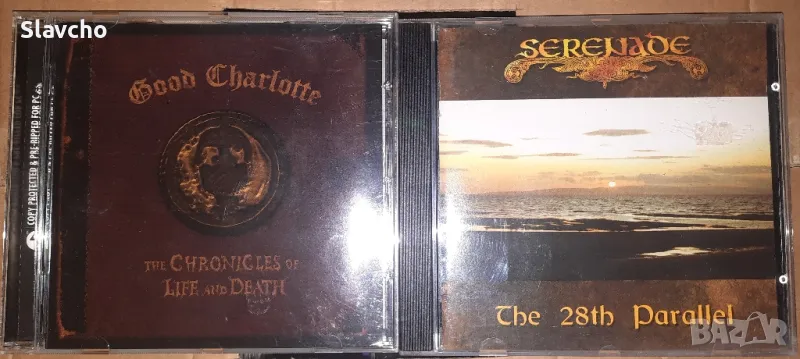 Slavcho
COPY PROTECTED & PRE-RIPPED FOR PC
Good Charlotte
THE CHRONICLES OF
LIFE AND DEATH
SERENADE
The 28th Parallel
BAZAR